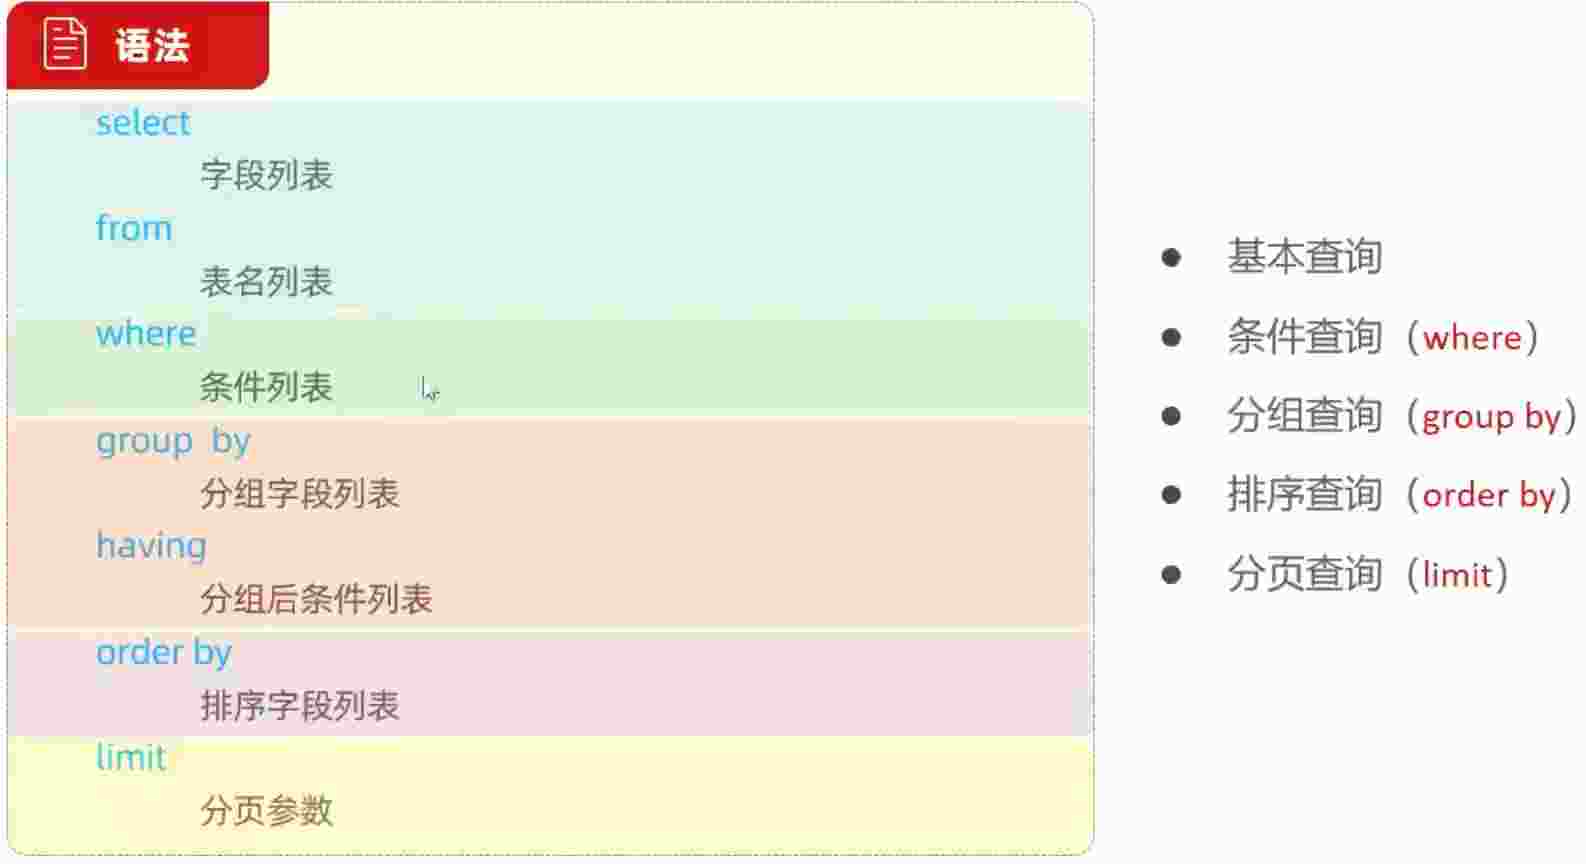 语法
select
字段列表
from
表名列表
where
条件列表
group by
分组字段列表
having
分组后条件列表
order by
排序字段列表
limit
分页参数
基本查询
条件查询（where）
分组查询（group by）
排序查询（order by）
分页查询（limit）